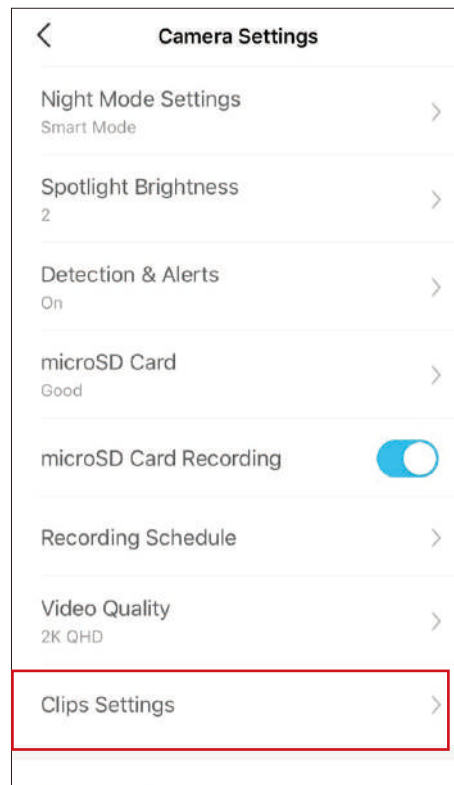 Camera Settings
Night Mode Settings
Smart Mode
Spotlight Brightness
2
Detection & Alerts
On
microSD Card
Good
microSD Card Recording
Recording Schedule
Video Quality
2K QHD
Clips Settings